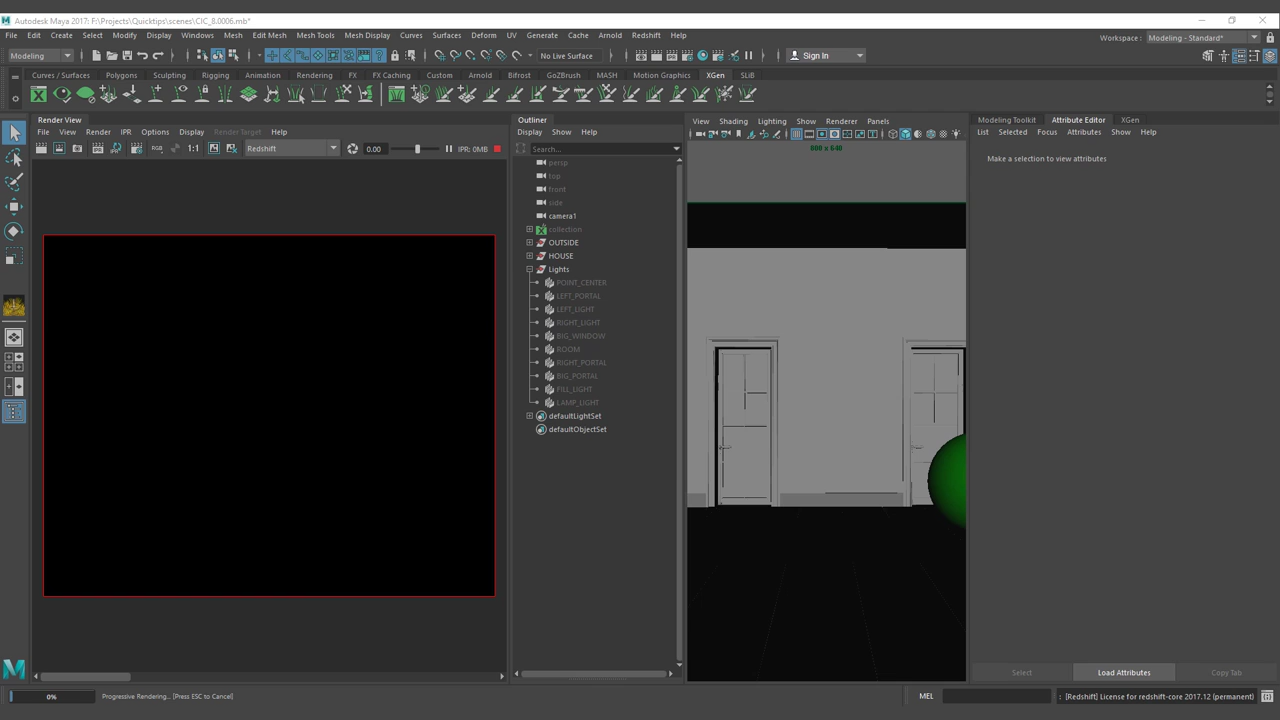 Autodesk Maya 2017: F:\Projects\Quicktips\scenes\CIC_8.0006.mb*
File Edit Create Select Modify Display Windows Mesh Edit Mesh Mesh Tools Mesh Display Curves Surfaces Deform UV Generate Cache Arnold Redshift Help
Workspace : Modeling - Standard*
Modeling No Live Surface Sign In
Curves / Surfaces Polygons Sculpting Rigging Animation Rendering FX FX Caching Custom Arnold Bifrost GoZBrush MASH Motion Graphics XGen SLiB
Render View
File View Render IPR Options Display Render Target Help
RGB 1:1 Redshift 0.00 IPR: 0MB
Outliner
Display Show Help
Search...
persp
top
front
side
camera1
collection
OUTSIDE
HOUSE
Lights
POINT_CENTER
LEFT_PORTAL
LEFT_LIGHT
RIGHT_LIGHT
BIG_WINDOW
ROOM
RIGHT_PORTAL
BIG_PORTAL
FILL_LIGHT
LAMP_LIGHT
defaultLightSet
defaultObjectSet
View Shading Lighting Show Renderer Panels
800 x 640
Modeling Toolkit Attribute Editor XGen
List Selected Focus Attributes Show Help
Make a selection to view attributes
Select Load Attributes Copy Tab
0% Progressive Rendering... [Press ESC to Cancel]
MEL : [Redshift] License for redshift-core 2017.12 (permanent)